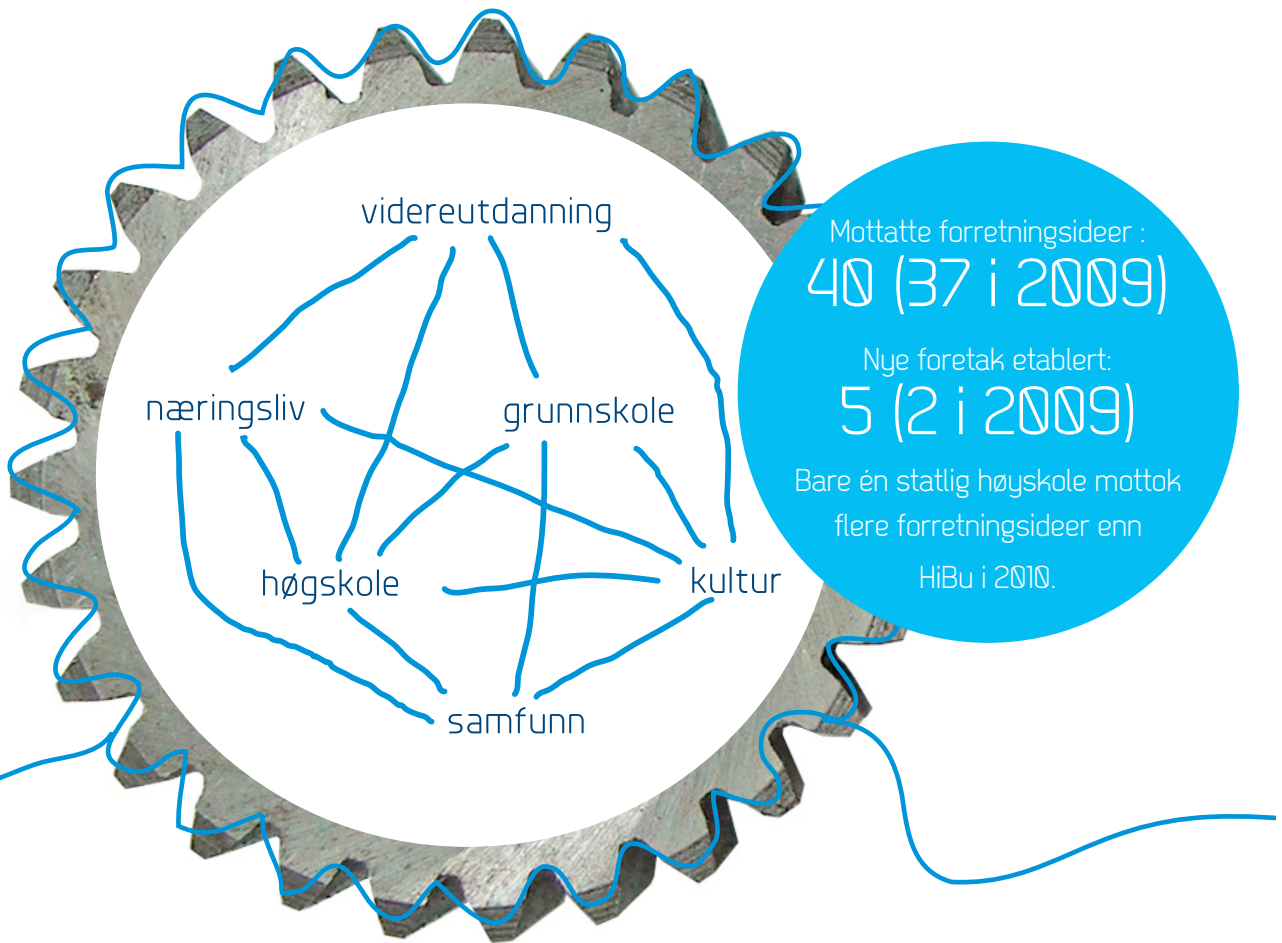 videreutdanning
næringsliv
grunnskole
høgskole
kultur
samfunn
Mottatte forretningsideer :
40 (37 i 2009)
Nye foretak etablert:
5 (2 i 2009)
Bare én statlig høyskole mottok
flere forretningsideer enn
HiBu i 2010.